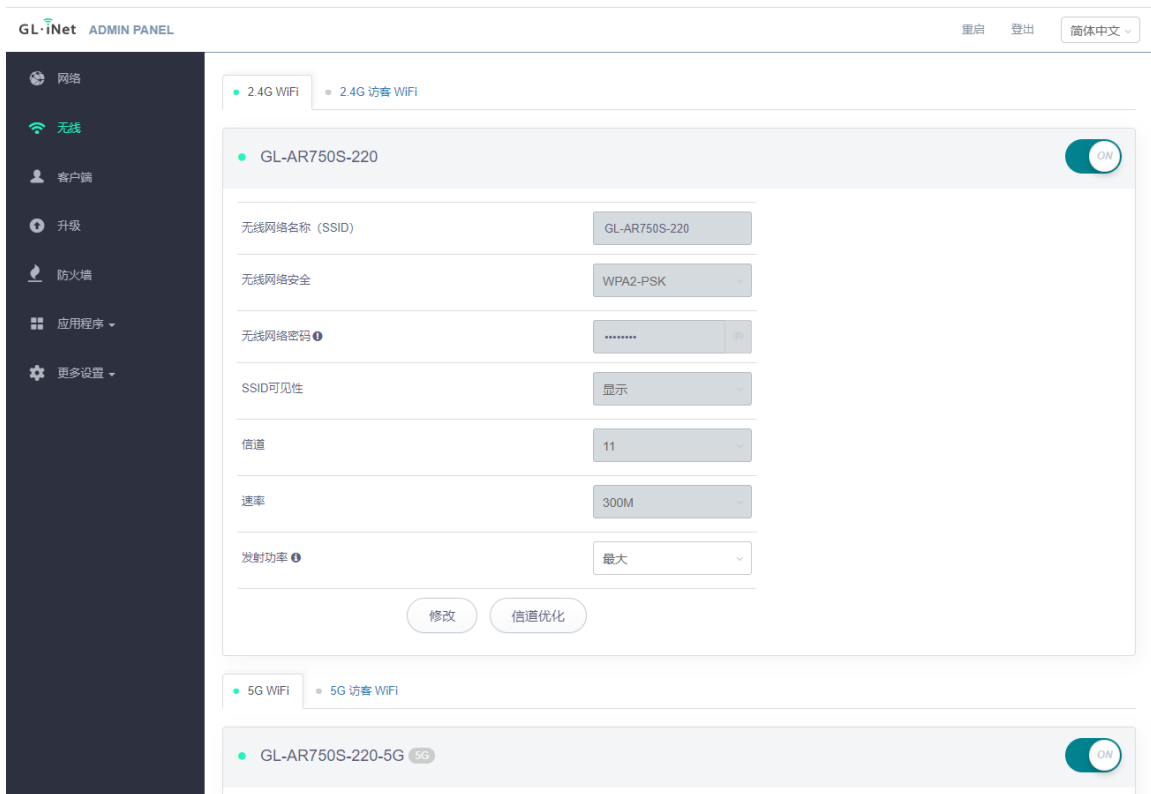 GL·iNet ADMIN PANEL 重启 登出 简体中文
网络
无线
客户端
升级
防火墙
应用程序
更多设置
2.4G WiFi 2.4G 访客 WiFi
GL-AR750S-220 ON
无线网络名称（SSID） GL-AR750S-220
无线网络安全 WPA2-PSK
无线网络密码 ••••••••
SSID可见性 显示
信道 11
速率 300M
发射功率 最大
修改 信道优化
5G WiFi 5G 访客 WiFi
GL-AR750S-220-5G 5G ON